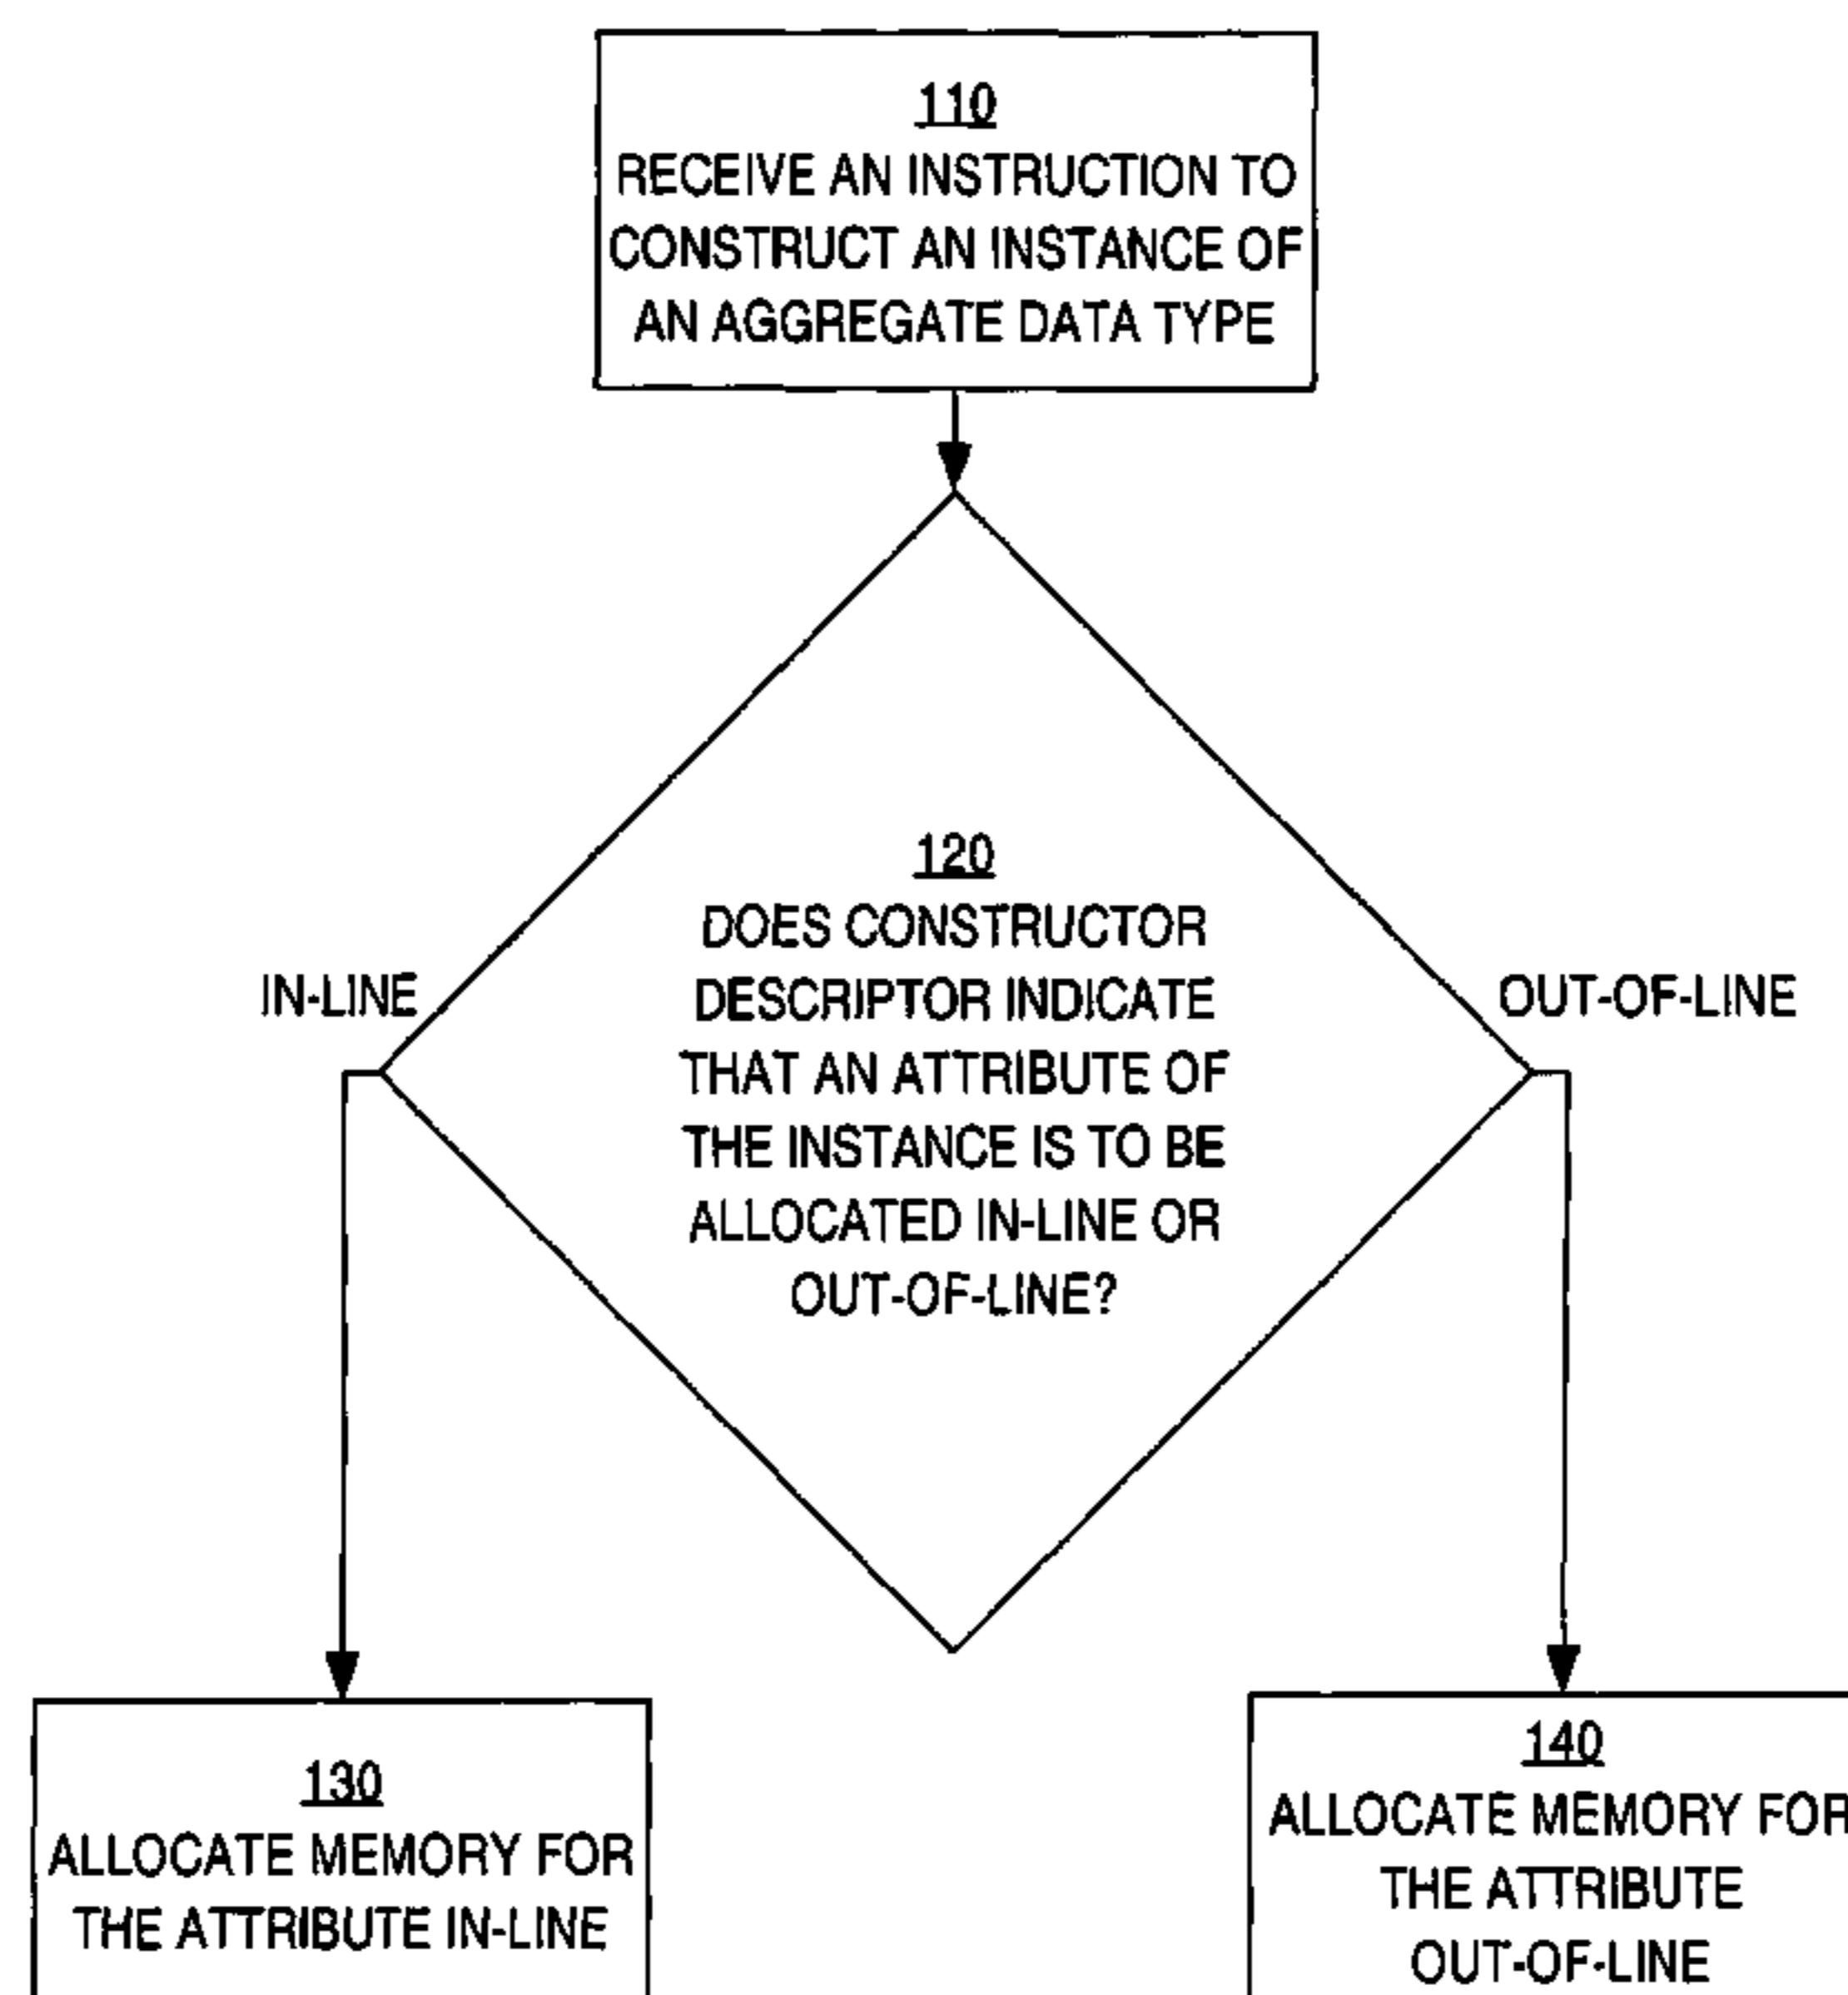 110
RECEIVE AN INSTRUCTION TO
CONSTRUCT AN INSTANCE OF
AN AGGREGATE DATA TYPE
120
DOES CONSTRUCTOR
DESCRIPTOR INDICATE
THAT AN ATTRIBUTE OF
THE INSTANCE IS TO BE
ALLOCATED IN-LINE OR
OUT-OF-LINE?
IN-LINE
OUT-OF-LINE
130
ALLOCATE MEMORY FOR
THE ATTRIBUTE IN-LINE
140
ALLOCATE MEMORY FOR
THE ATTRIBUTE
OUT-OF-LINE